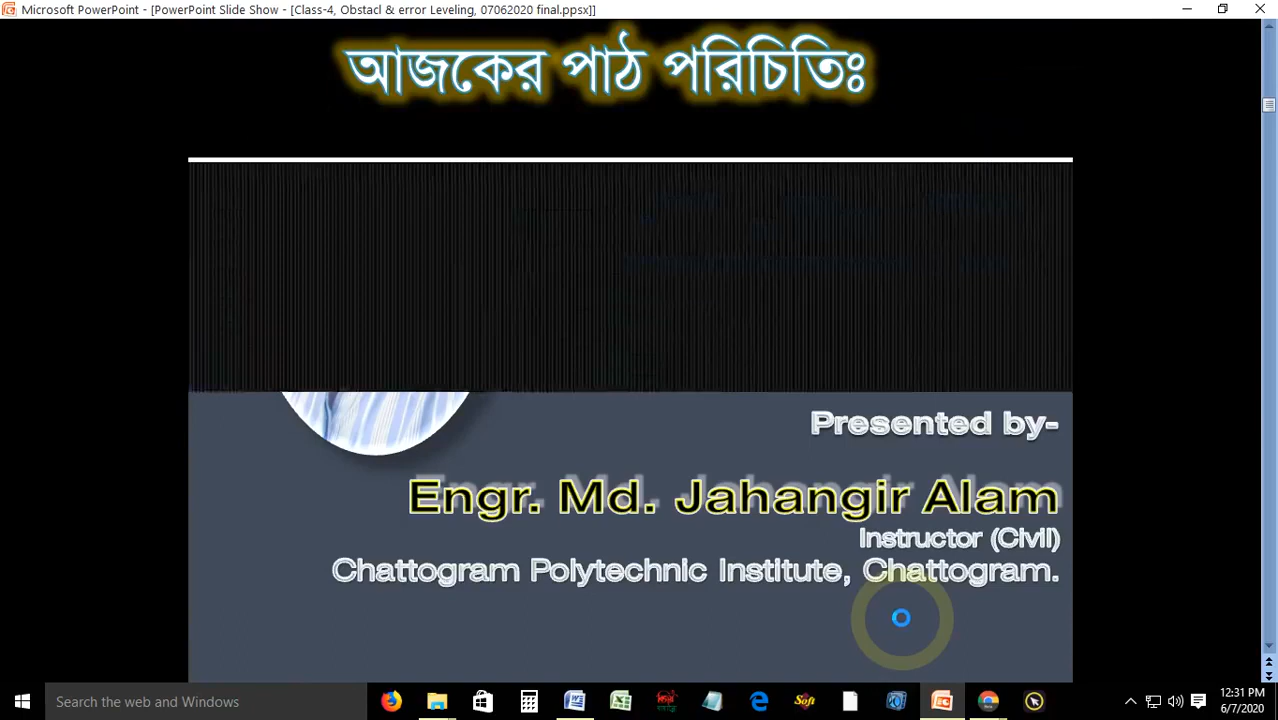 Microsoft PowerPoint - [PowerPoint Slide Show - [Class-4, Obstacl & error Leveling, 07062020 final.ppsx]]
আজকের পাঠ পরিচিতিঃ
Presented by-
Engr. Md. Jahangir Alam
Instructor (Civil)
Chattogram Polytechnic Institute, Chattogram.
Search the web and Windows
Soft
12:31 PM
6/7/2020